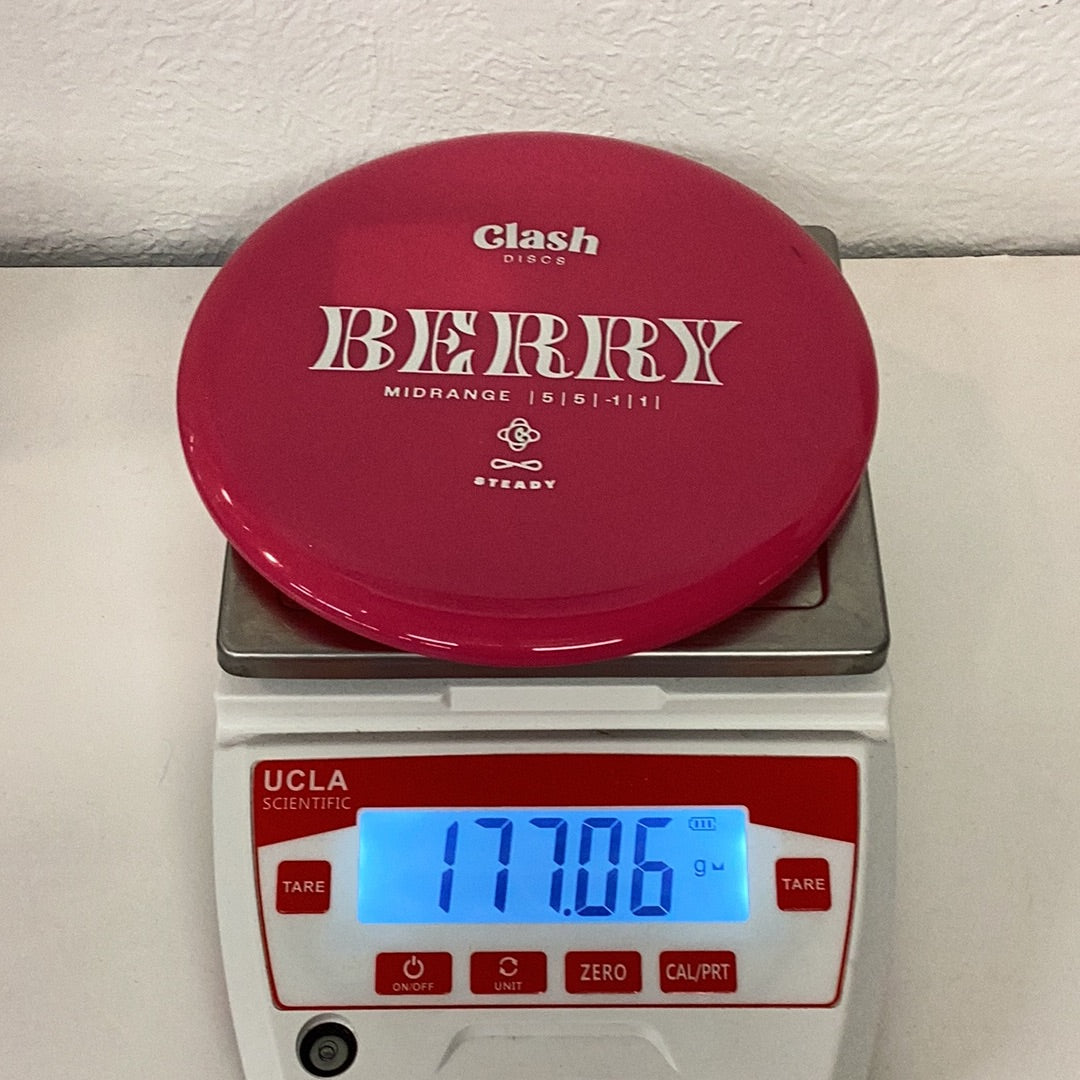 Clash
DISCS
BERRY
MIDRANGE |5|5|-1|1|
STEADY
UCLA
SCIENTIFIC
177.06
g
TARE
TARE
ON/OFF
UNIT
ZERO
CAL/PRT